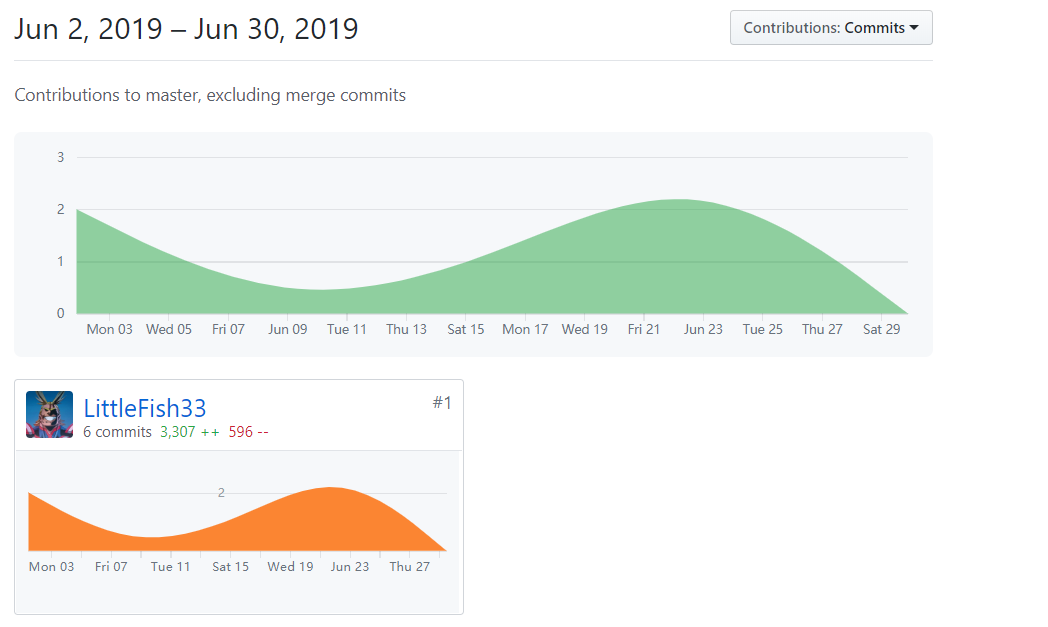 Jun 2, 2019 – Jun 30, 2019
Contributions: Commits
Contributions to master, excluding merge commits
3
2
1
0
Mon 03 Wed 05 Fri 07 Jun 09 Tue 11 Thu 13 Sat 15 Mon 17 Wed 19 Fri 21 Jun 23 Tue 25 Thu 27 Sat 29
LittleFish33 #1
6 commits 3,307 ++ 596 --
2
Mon 03 Fri 07 Tue 11 Sat 15 Wed 19 Jun 23 Thu 27